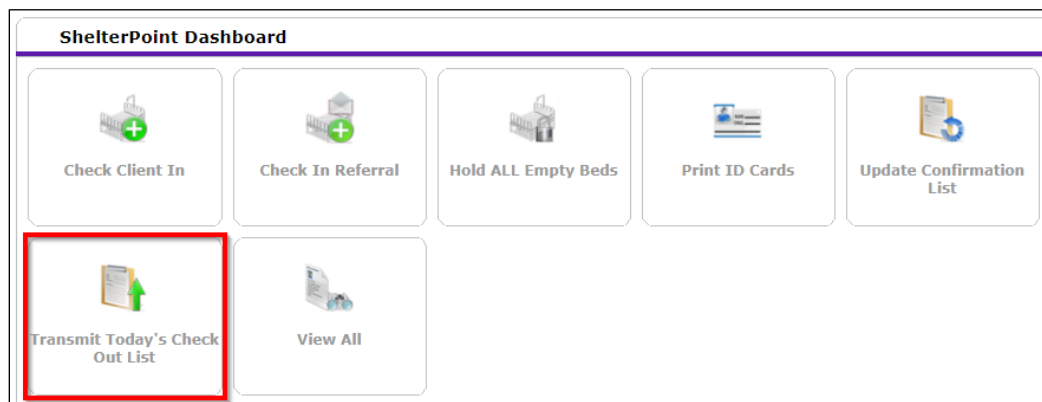 ShelterPoint Dashboard
Check Client In
Check In Referral
Hold ALL Empty Beds
Print ID Cards
Update Confirmation
List
Transmit Today's Check
Out List
View All